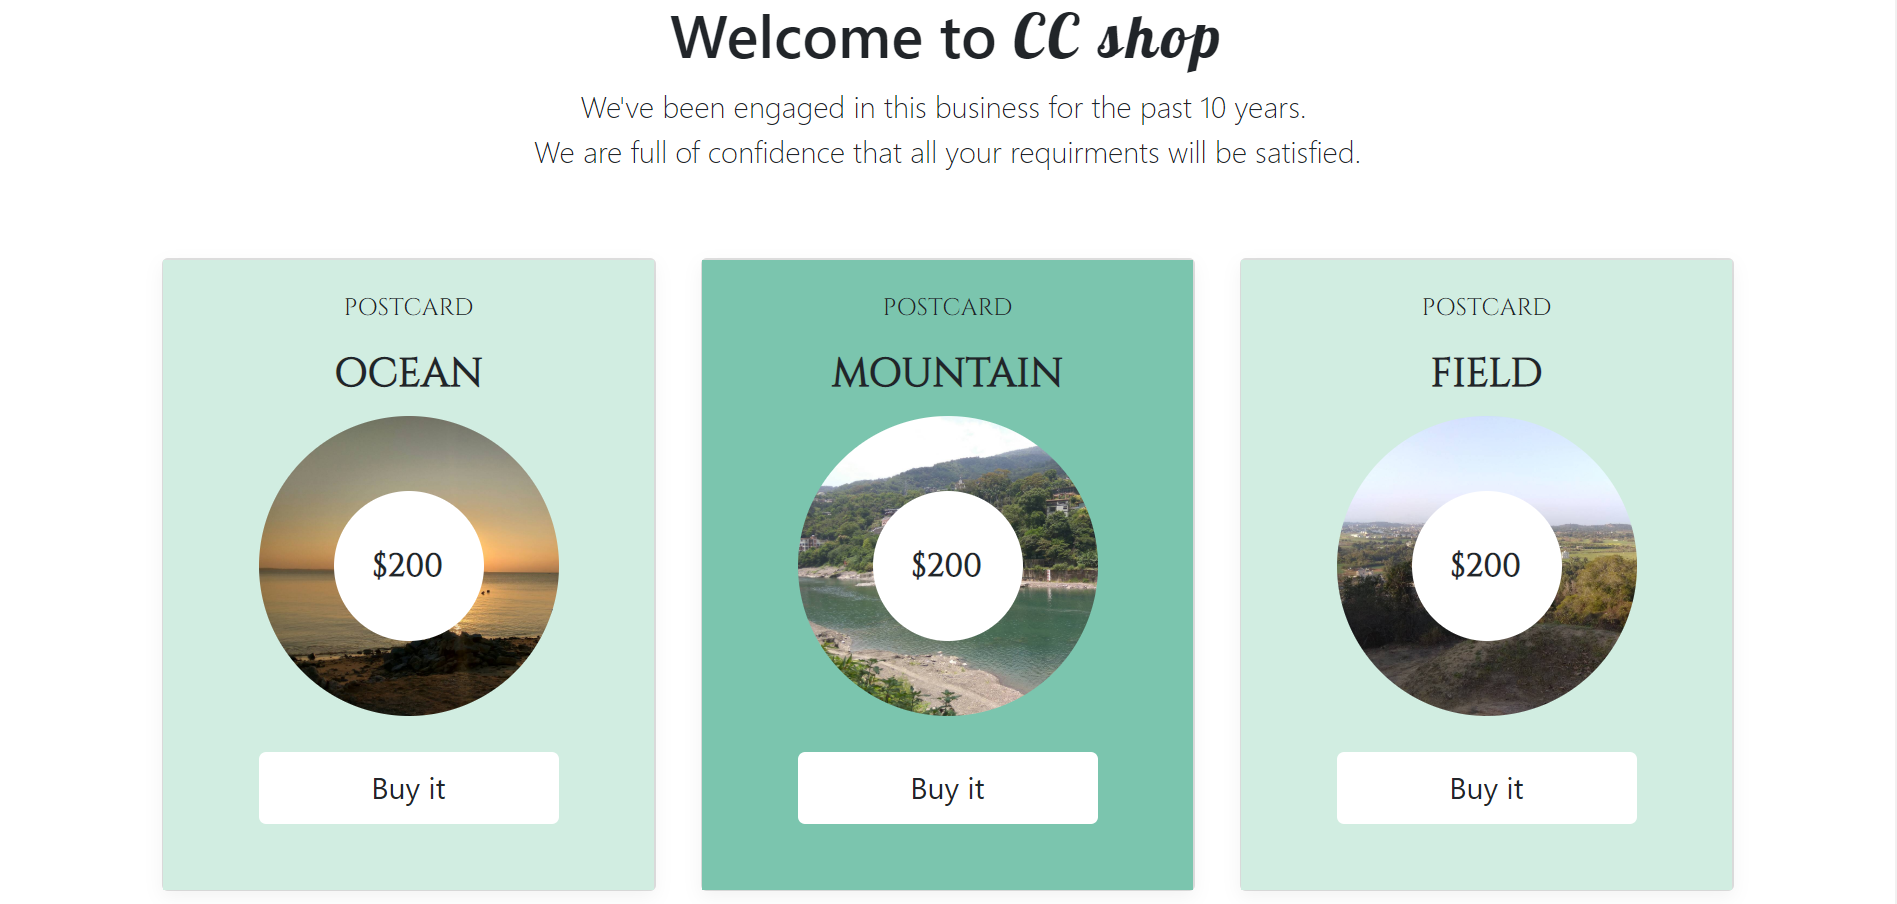 Welcome to CC shop
We've been engaged in this business for the past 10 years.
We are full of confidence that all your requirments will be satisfied.
POSTCARD
OCEAN
$200
Buy it
POSTCARD
MOUNTAIN
$200
Buy it
POSTCARD
FIELD
$200
Buy it